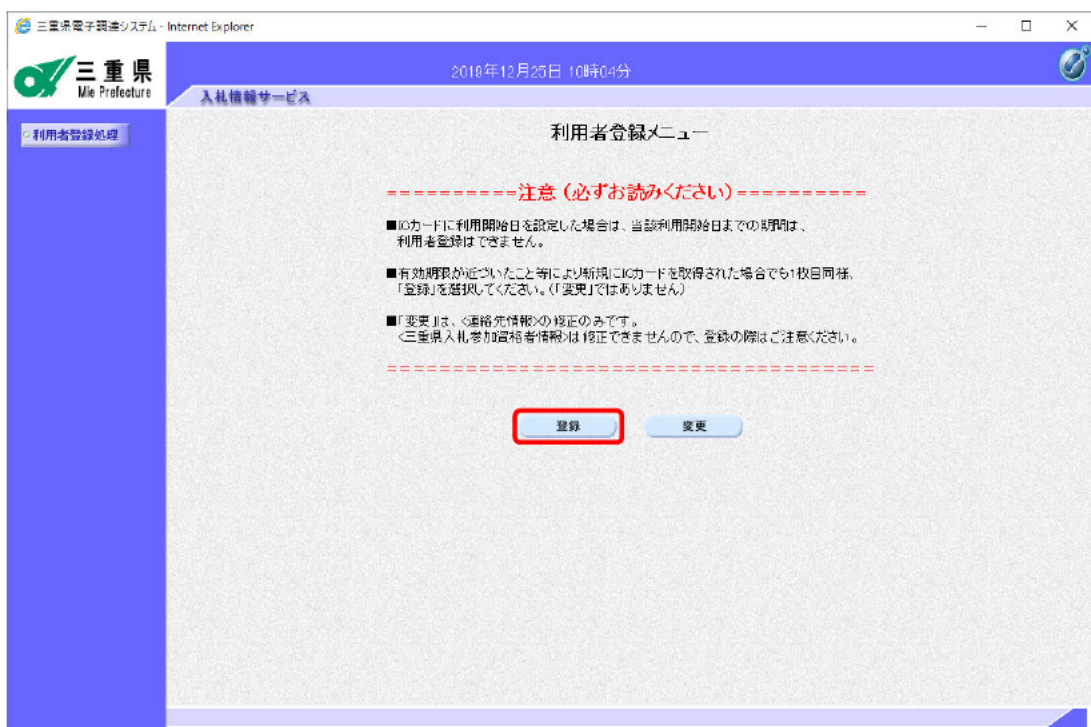 三重県電子調達システム - Internet Explorer
三重県
Mie Prefecture
2019年12月25日 10時04分
入札情報サービス
利用者登録処理
利用者登録メニュー
==========注意（必ずお読みください）==========
■ICカードに利用開始日を設定した場合は、当該利用開始日までの期間は、
利用者登録はできません。
■有効期限が近づいたこと等により新規にICカードを取得された場合でも1枚目同様、
「登録」を選択してください。（「変更」ではありません）
■「変更」は、<連絡先情報>の修正のみです。
<三重県入札参加資格者情報>は修正できませんので、登録の際はご注意ください。
=====================================
登録
変更